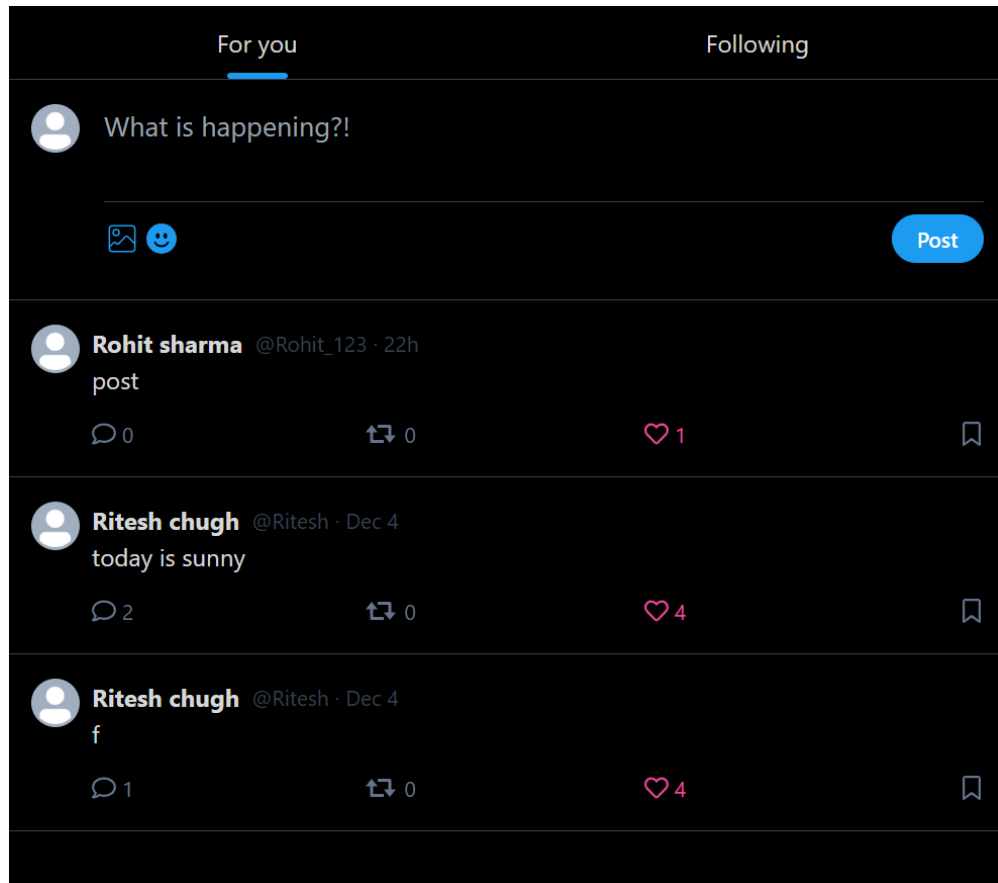 For you Following
What is happening?!
Post
Rohit sharma @Rohit_123 · 22h
post
0 0 1
Ritesh chugh @Ritesh · Dec 4
today is sunny
2 0 4
Ritesh chugh @Ritesh · Dec 4
f
1 0 4